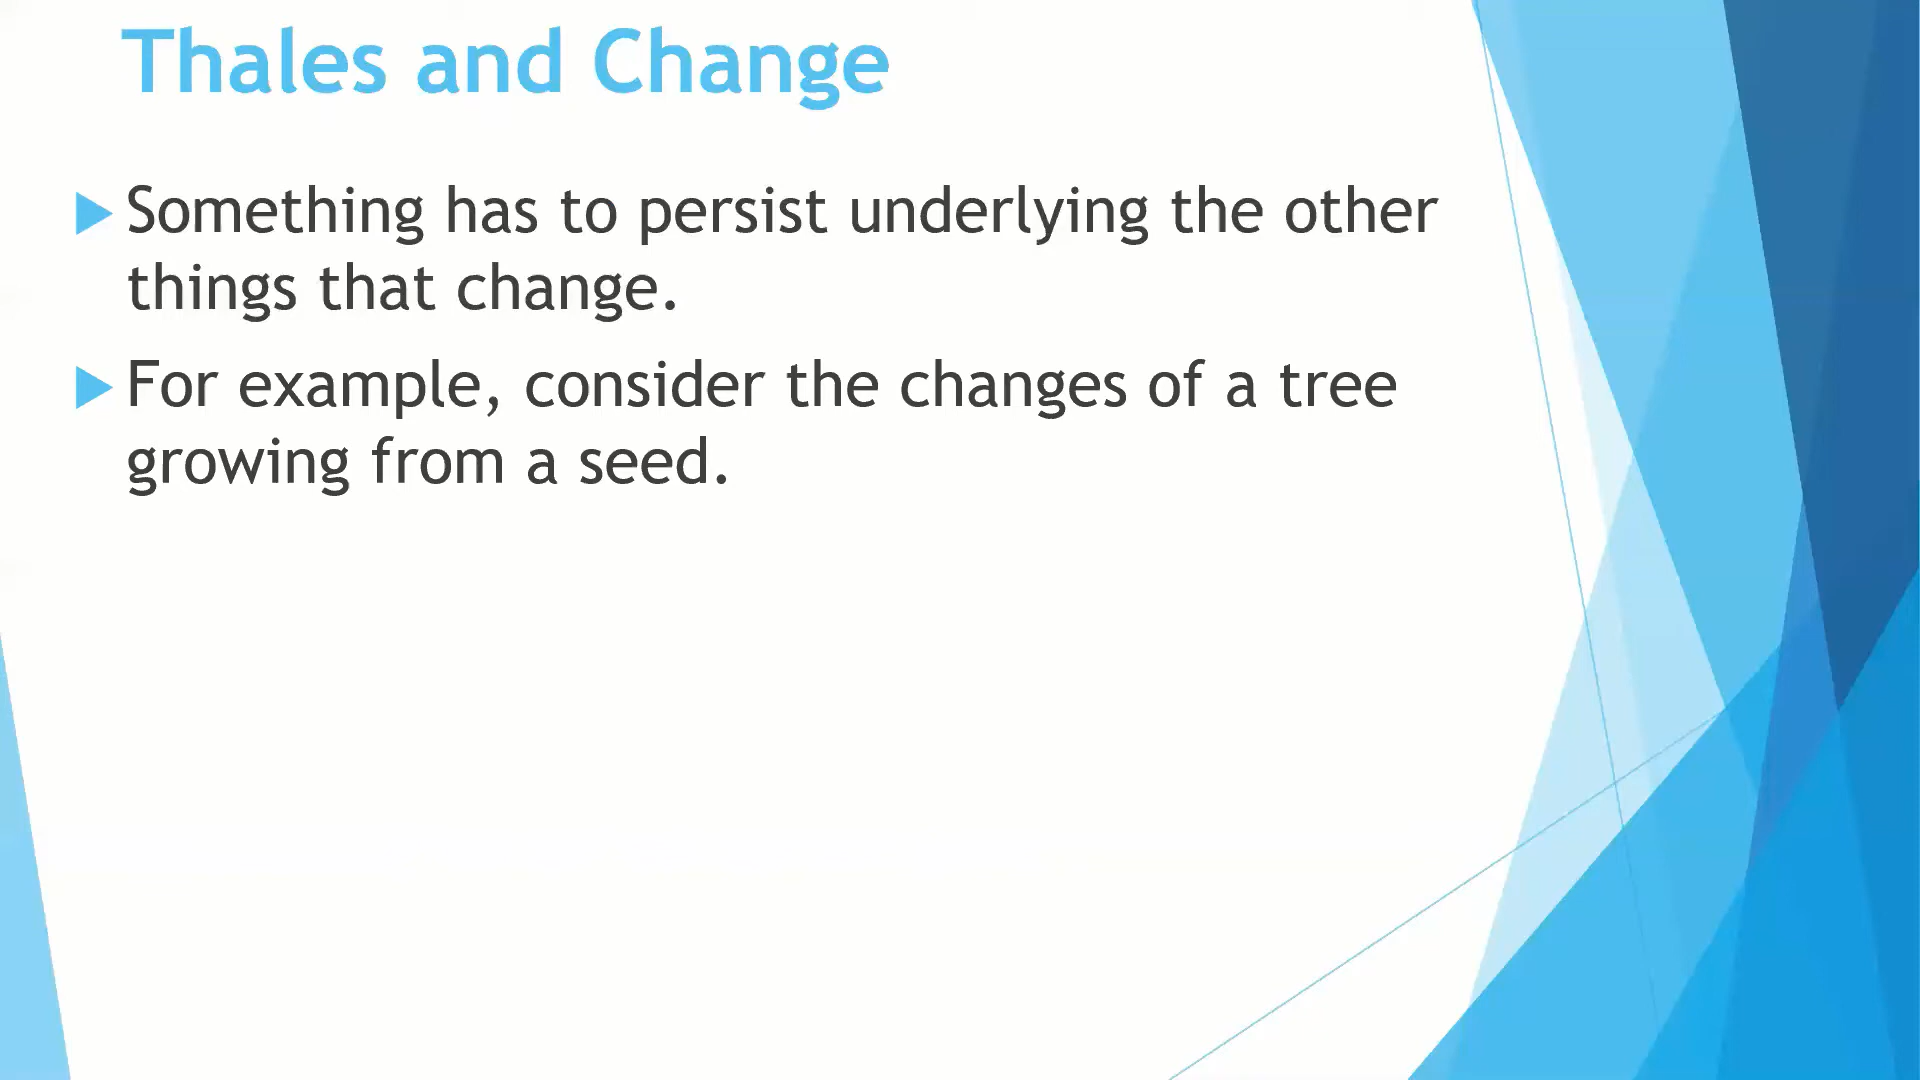 Thales and Change
Something has to persist underlying the other
things that change.
For example, consider the changes of a tree
growing from a seed.